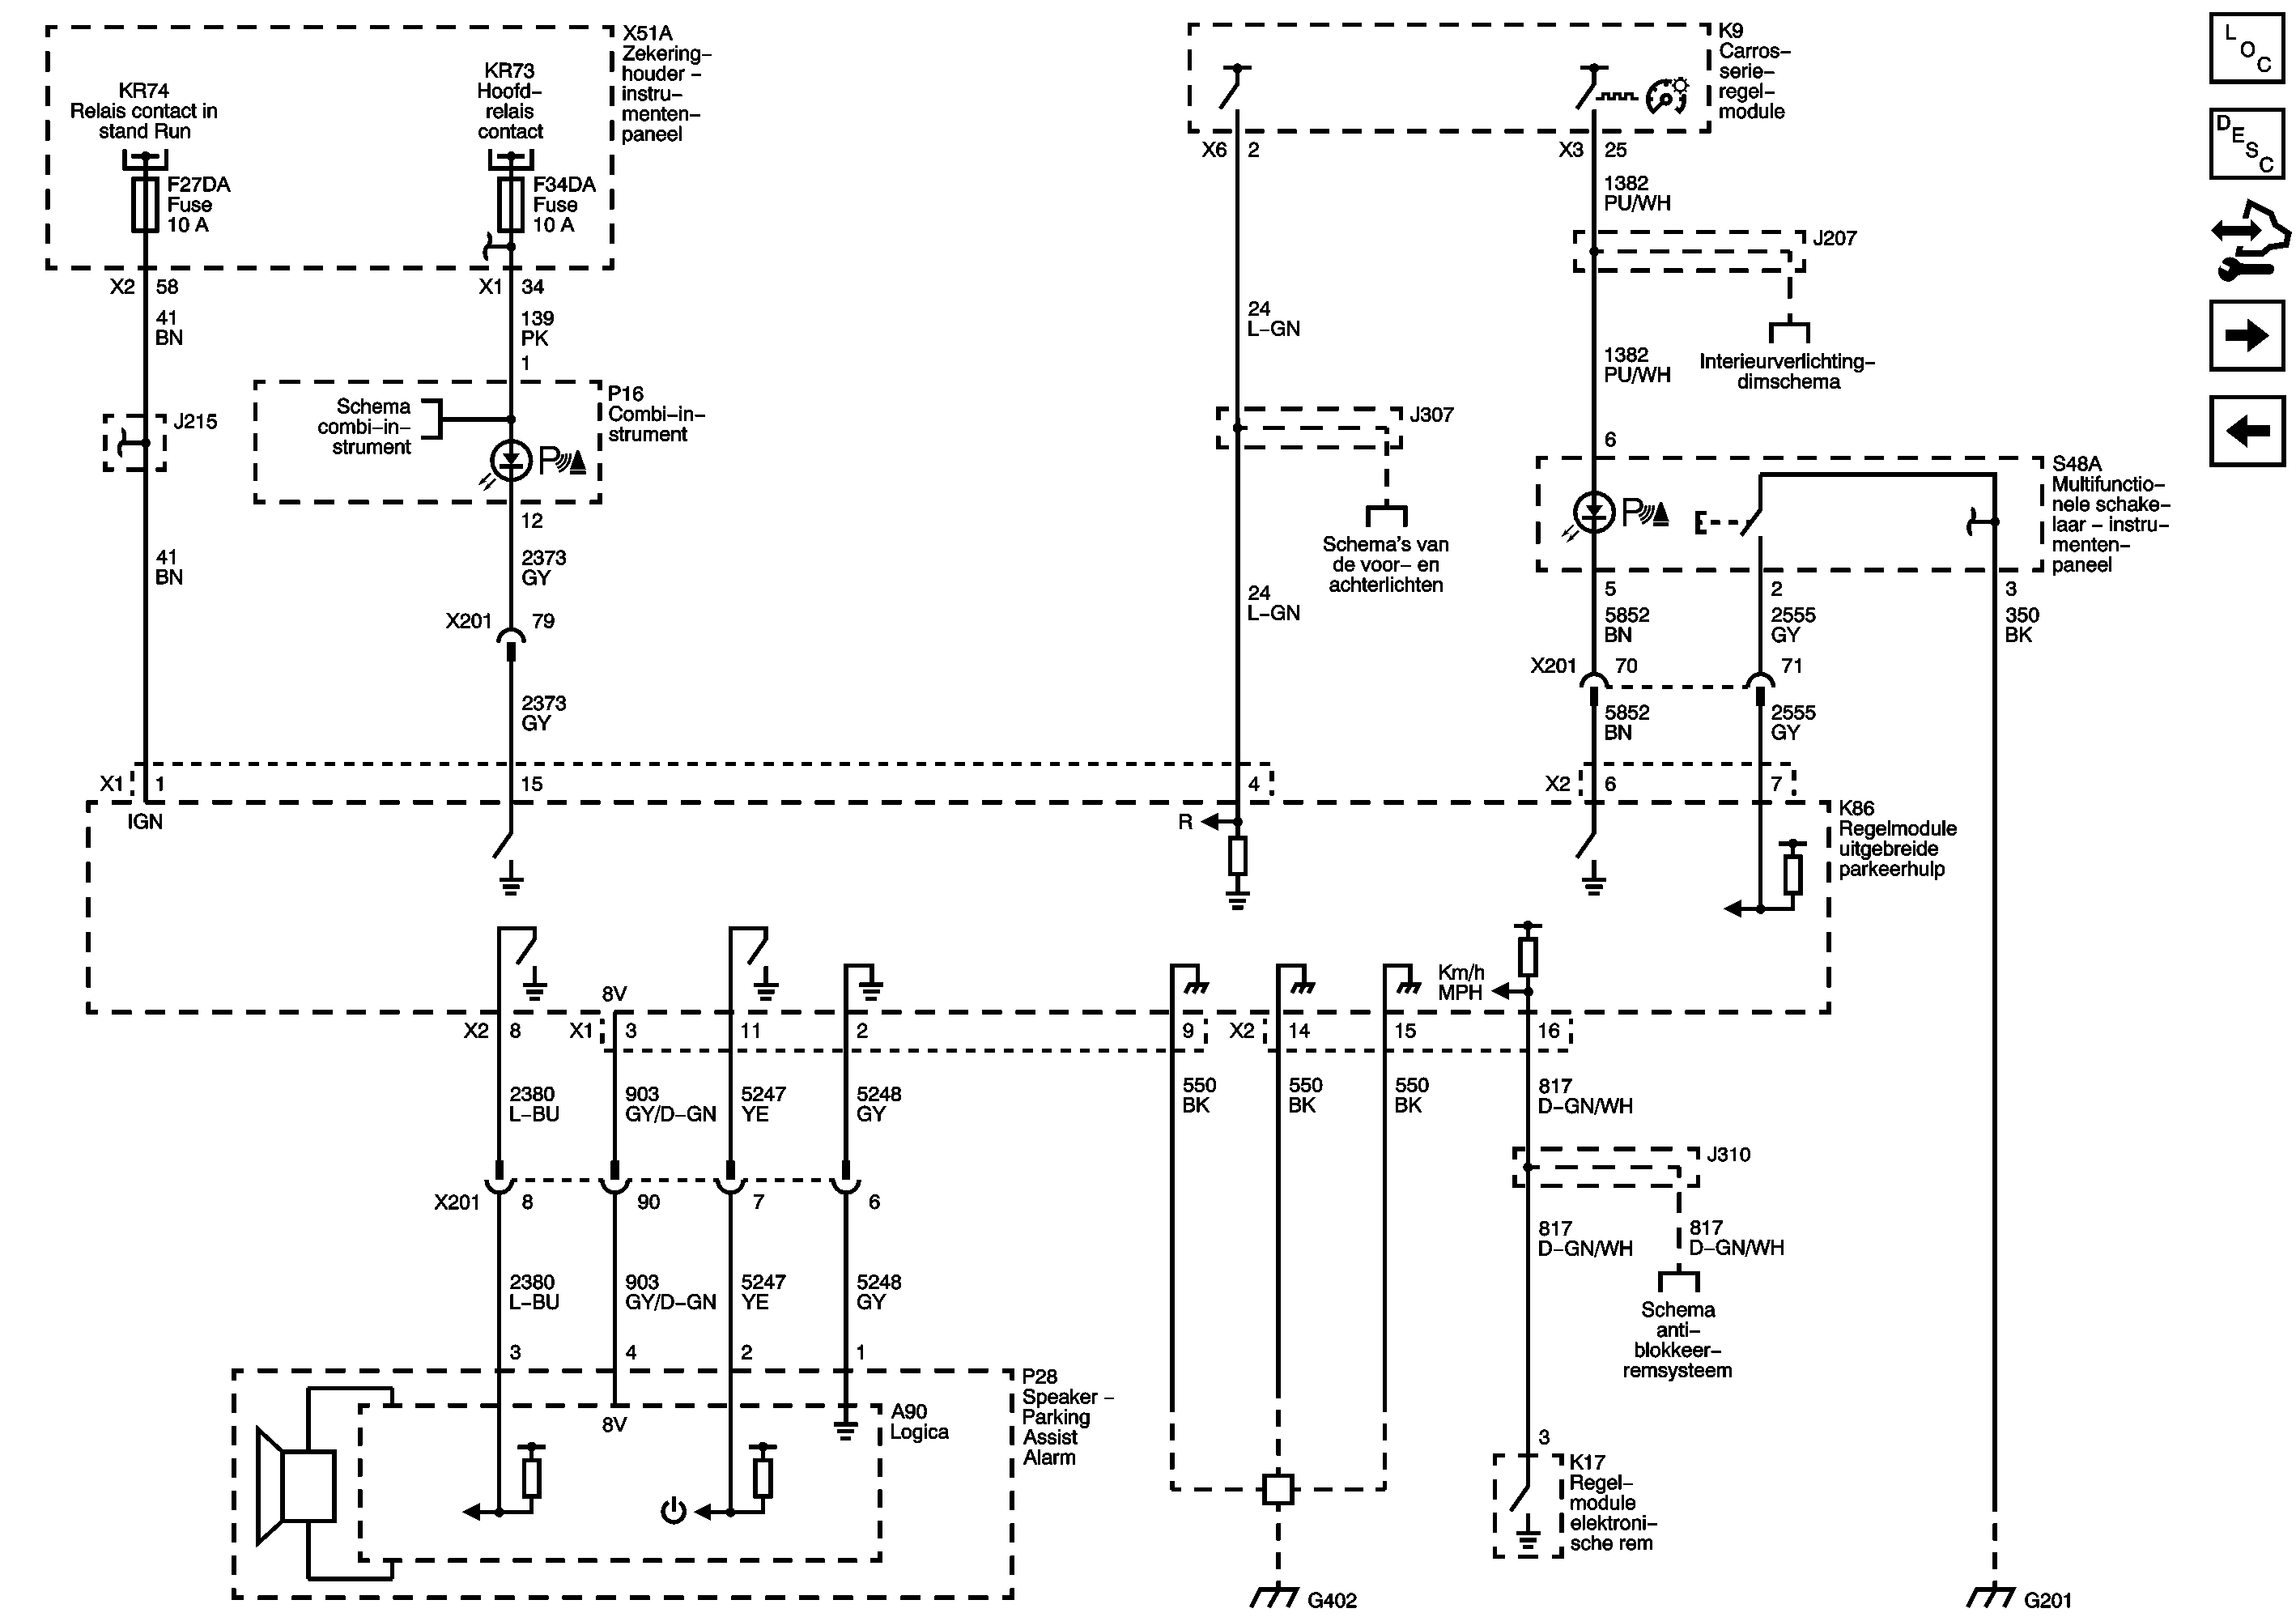 X51A
Zekering-
houder -
instru-
menten-
paneel
KR74
Relais contact in
stand Run
KR73
Hoofd-
relais
contact
F27DA
Fuse
10 A
F34DA
Fuse
10 A
X2 58
X1 34
41
BN
139
PK
1
J215
Schema
combi-in-
strument
P
P16
Combi-in-
strument
12
41
BN
2373
GY
X201 79
2373
GY
K9
Carros-
serie-
regel-
module
X6 2
X3 25
1382
PU/WH
J207
24
L-GN
1382
PU/WH
Interieurverlichting-
dimschema
J307
6
Schema's van
de voor- en
achterlichten
P
S48A
Multifunctio-
nele schake-
laar - instru-
menten-
paneel
24
L-GN
5
2
3
5852
BN
2555
GY
350
BK
X201 70
71
5852
BN
2555
GY
L
O
C
D
E
S
C
X1 1
15
4
X2 6
7
IGN
R
K86
Regelmodule
uitgebreide
parkeerhulp
8V
Km/h
MPH
X2 8
X1 3
11
2
9
X2 14
15
16
2380
L-BU
903
GY/D-GN
5247
YE
5248
GY
550
BK
550
BK
550
BK
817
D-GN/WH
J310
X201 8
90
7
6
817
D-GN/WH
817
D-GN/WH
2380
L-BU
903
GY/D-GN
5247
YE
5248
GY
Schema
anti-
blokkeer-
remsysteem
3
4
2
1
P28
Speaker -
Parking
Assist
Alarm
A90
Logica
8V
3
K17
Regel-
module
elektroni-
sche rem
G402
G201